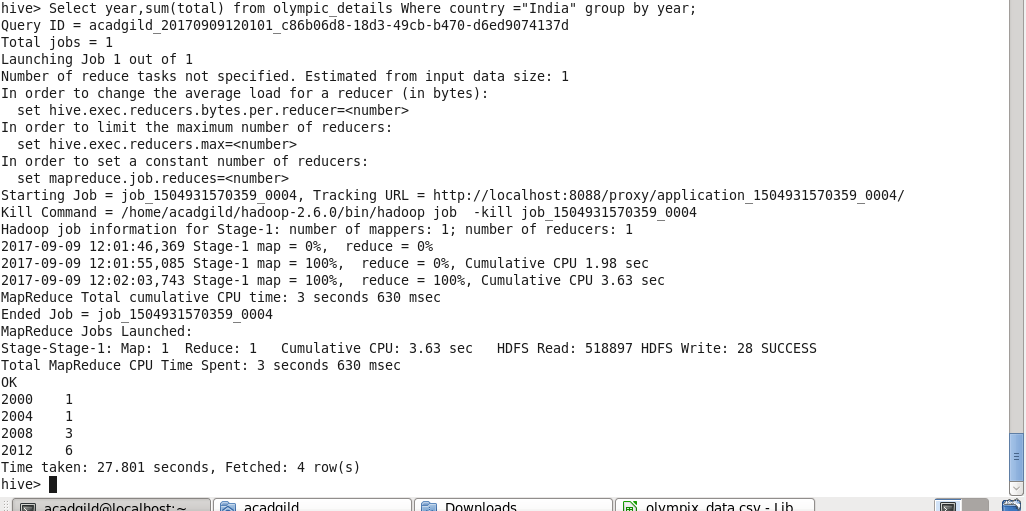 hive> Select year,sum(total) from olympic_details Where country ="India" group by year;
Query ID = acadgild_20170909120101_c86b06d8-18d3-49cb-b470-d6ed9074137d
Total jobs = 1
Launching Job 1 out of 1
Number of reduce tasks not specified. Estimated from input data size: 1
In order to change the average load for a reducer (in bytes):
  set hive.exec.reducers.bytes.per.reducer=<number>
In order to limit the maximum number of reducers:
  set hive.exec.reducers.max=<number>
In order to set a constant number of reducers:
  set mapreduce.job.reduces=<number>
Starting Job = job_1504931570359_0004, Tracking URL = http://localhost:8088/proxy/application_1504931570359_0004/
Kill Command = /home/acadgild/hadoop-2.6.0/bin/hadoop job  -kill job_1504931570359_0004
Hadoop job information for Stage-1: number of mappers: 1; number of reducers: 1
2017-09-09 12:01:46,369 Stage-1 map = 0%,  reduce = 0%
2017-09-09 12:01:55,085 Stage-1 map = 100%,  reduce = 0%, Cumulative CPU 1.98 sec
2017-09-09 12:02:03,743 Stage-1 map = 100%,  reduce = 100%, Cumulative CPU 3.63 sec
MapReduce Total cumulative CPU time: 3 seconds 630 msec
Ended Job = job_1504931570359_0004
MapReduce Jobs Launched:
Stage-Stage-1: Map: 1  Reduce: 1   Cumulative CPU: 3.63 sec   HDFS Read: 518897 HDFS Write: 28 SUCCESS
Total MapReduce CPU Time Spent: 3 seconds 630 msec
OK
2000    1
2004    1
2008    3
2012    6
Time taken: 27.801 seconds, Fetched: 4 row(s)
hive>
acadgild@localhost:~ acadgild Downloads olympix_data.csv - Lib